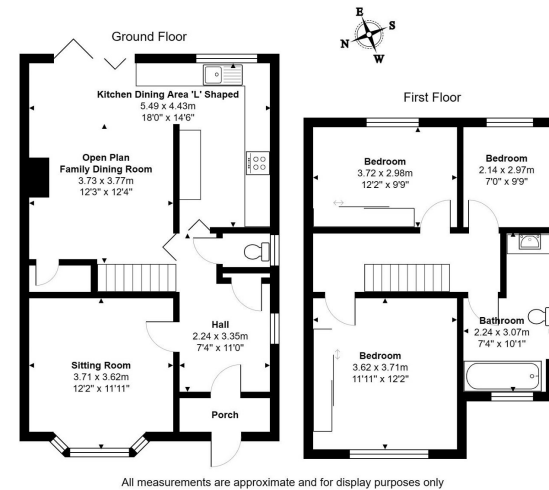 Ground Floor
E
S
N
W
First Floor
Kitchen Dining Area 'L' Shaped
5.49 x 4.43m
18'0" x 14'6"
Open Plan
Family Dining Room
3.73 x 3.77m
12'3" x 12'4"
Hall
2.24 x 3.35m
7'4" x 11'0"
Sitting Room
3.71 x 3.62m
12'2" x 11'11"
Porch
Bedroom
3.72 x 2.98m
12'2" x 9'9"
Bedroom
2.14 x 2.97m
7'0" x 9'9"
Bedroom
3.62 x 3.71m
11'11" x 12'2"
Bathroom
2.24 x 3.07m
7'4" x 10'1"
All measurements are approximate and for display purposes only